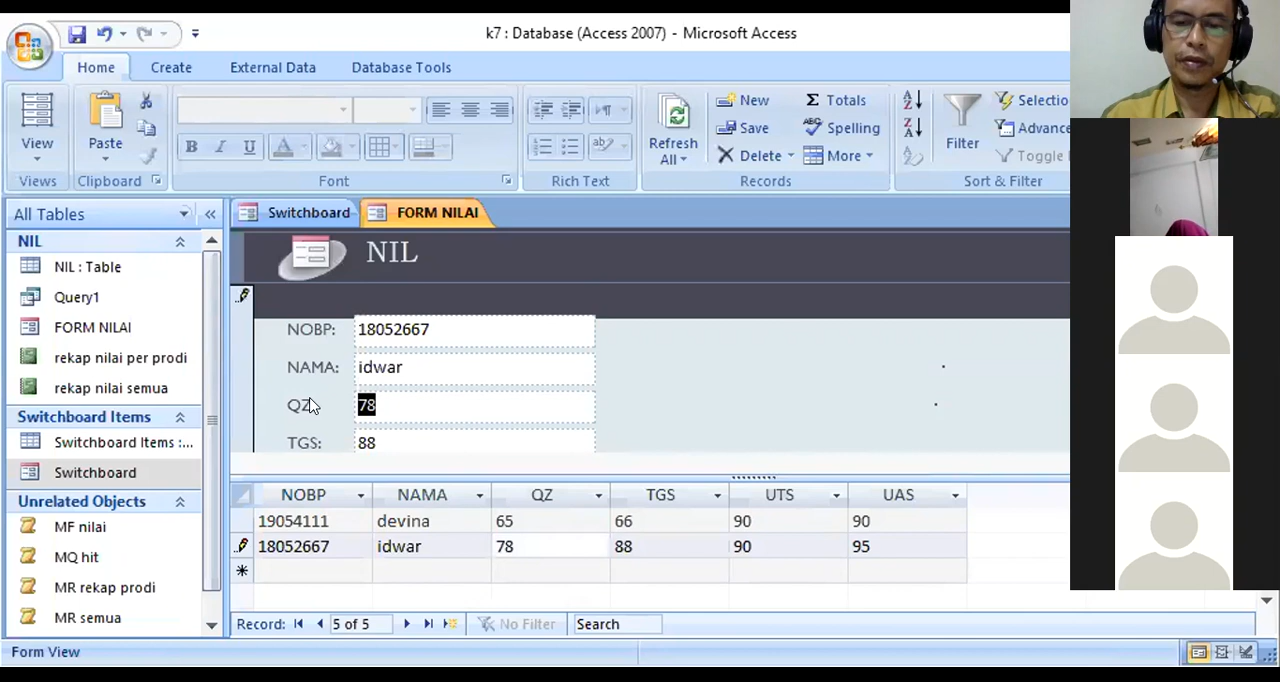 k7 : Database (Access 2007) - Microsoft Access
Home Create External Data Database Tools
View Paste Refresh All New Save Delete Totals Spelling More Filter Selectio Advance Toggle
Views Clipboard Font Rich Text Records Sort & Filter
All Tables
NIL
NIL : Table
Query1
FORM NILAI
rekap nilai per prodi
rekap nilai semua
Switchboard Items
Switchboard Items :...
Switchboard
Unrelated Objects
MF nilai
MQ hit
MR rekap prodi
MR semua
Switchboard FORM NILAI
NIL
NOBP: 18052667
NAMA: idwar
QZ 78
TGS: 88
NOBP NAMA QZ TGS UTS UAS
19054111 devina 65 66 90 90
18052667 idwar 78 88 90 95
Record: 5 of 5 No Filter Search
Form View